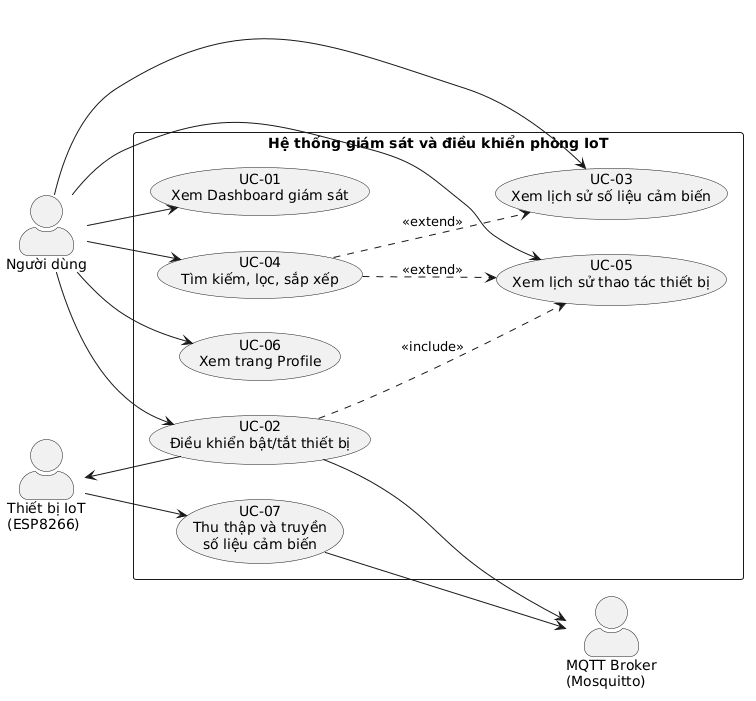 Hệ thống giám sát và điều khiển phòng IoT
UC-01
Xem Dashboard giám sát
UC-03
Xem lịch sử số liệu cảm biến
«extend»
Người dùng
UC-04
Tìm kiếm, lọc, sắp xếp
«extend»
UC-05
Xem lịch sử thao tác thiết bị
UC-06
Xem trang Profile
«include»
UC-02
Điều khiển bật/tắt thiết bị
Thiết bị IoT
(ESP8266)
UC-07
Thu thập và truyền
số liệu cảm biến
MQTT Broker
(Mosquitto)